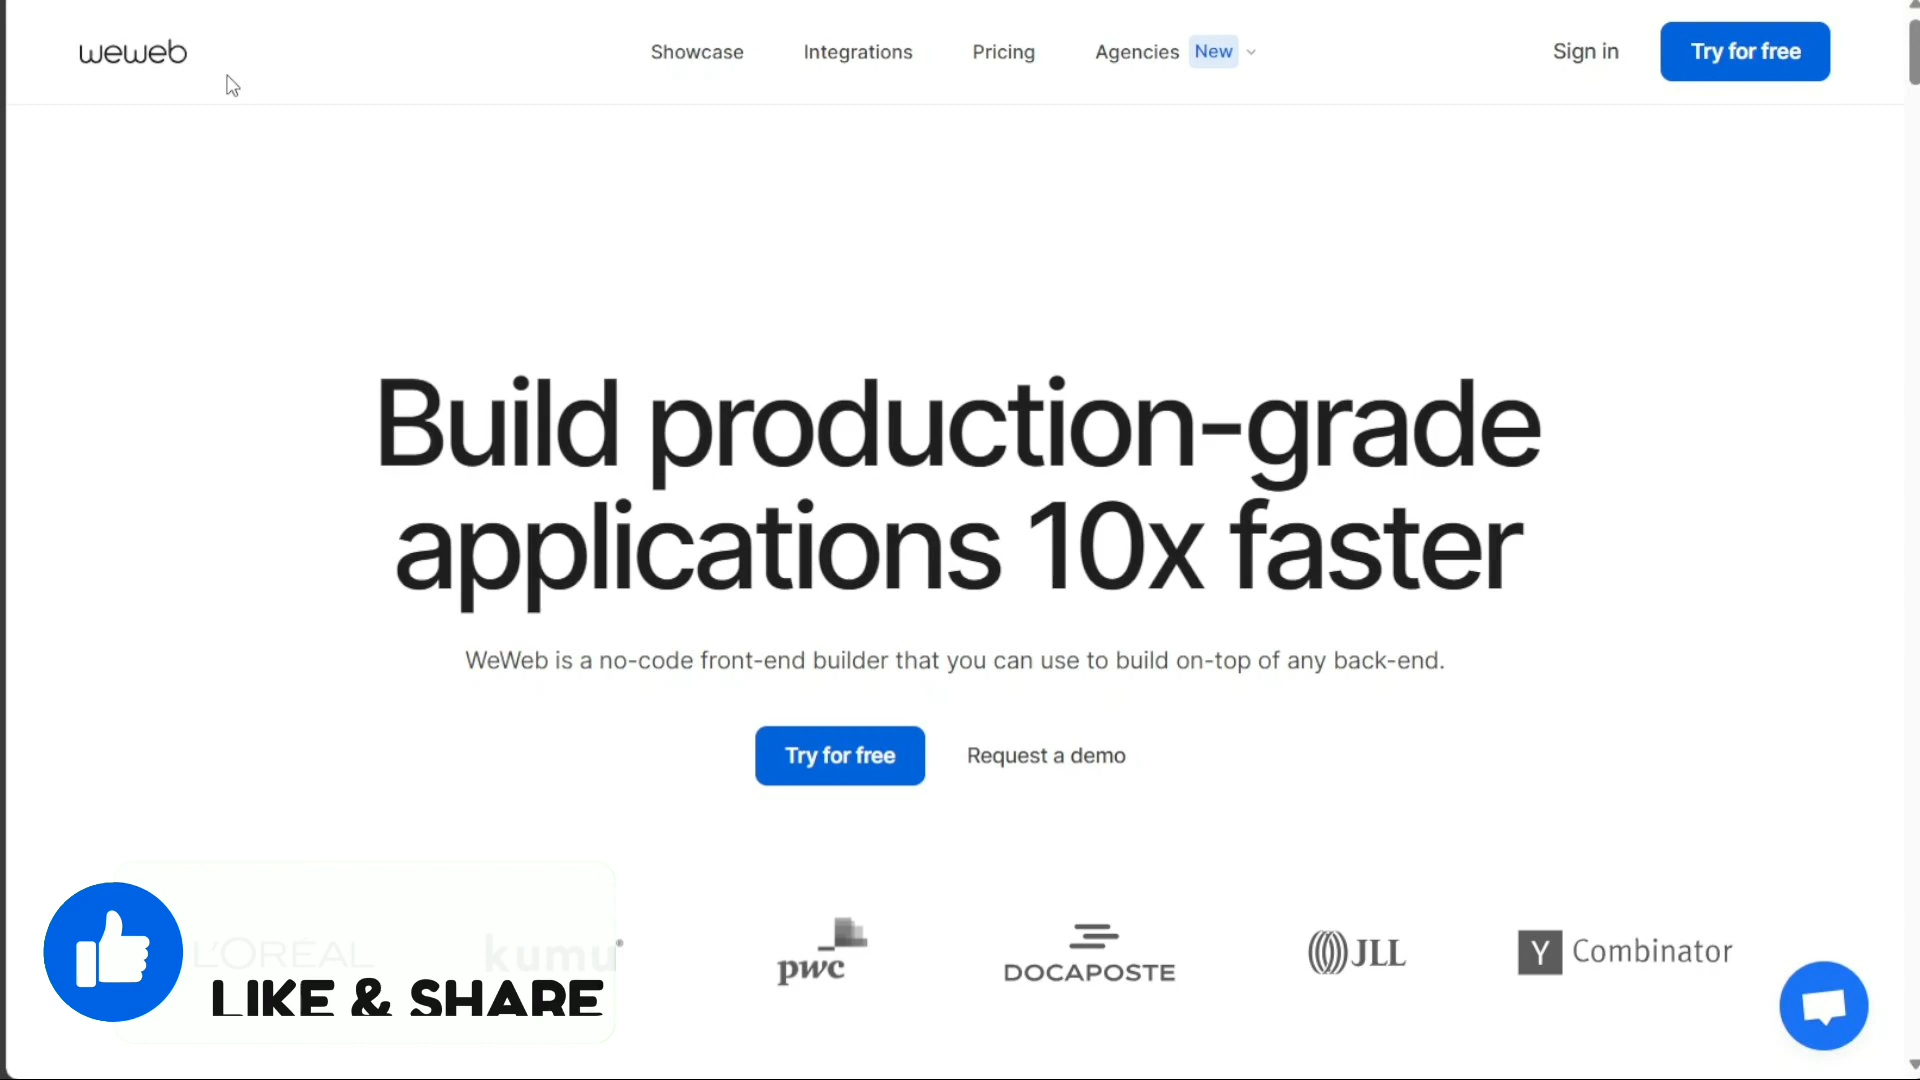 weweb
Showcase
Integrations
Pricing
Agencies New
Sign in
Try for free
Build production-grade
applications 10x faster
WeWeb is a no-code front-end builder that you can use to build on-top of any back-end.
Try for free
Request a demo
L'ORÉAL
kumu
LIKE & SHARE
pwc
DOCAPOSTE
JLL
Y Combinator